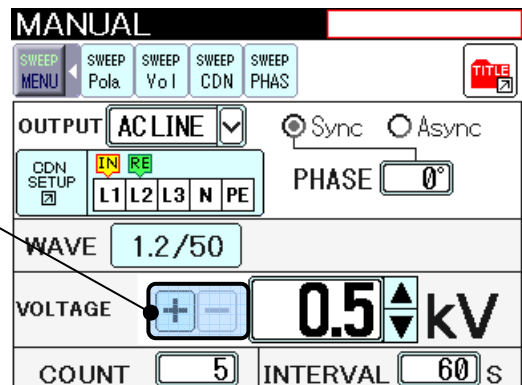 MANUAL
SWEEP MENU SWEEP Pola SWEEP Vol SWEEP CDN SWEEP PHAS TITLE
OUTPUT AC LINE Sync Async
CDN SETUP IN RE L1 L2 L3 N PE PHASE 0°
WAVE 1.2/50
VOLTAGE + - 0.5 kV
COUNT 5 INTERVAL 60 s